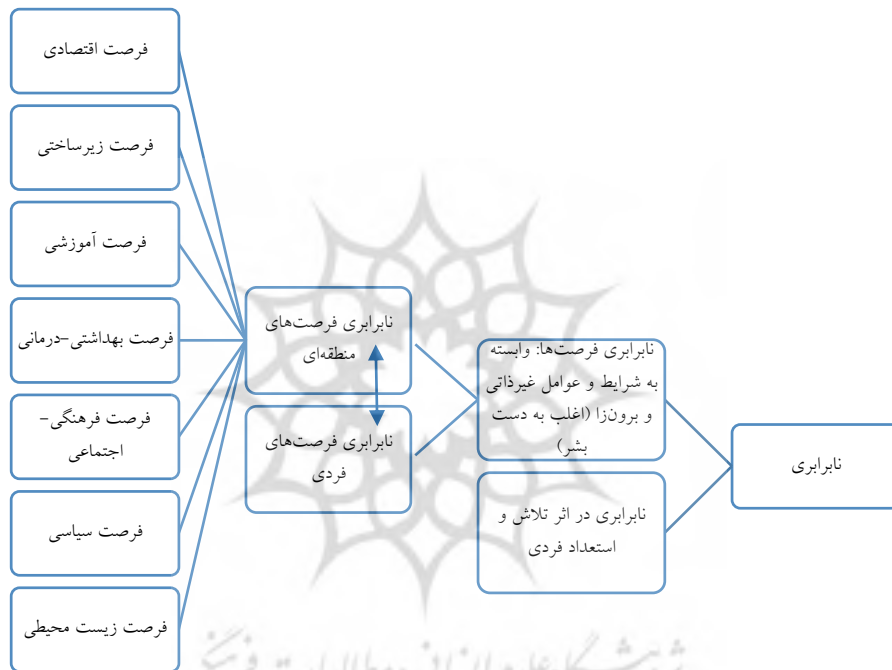 نابرابری
نابرابری فرصت‌ها: وابسته
به شرایط و عوامل غیرذاتی
و برون‌زا (اغلب به دست
بشر)
نابرابری در اثر تلاش و
استعداد فردی
نابرابری فرصت‌های
منطقه‌ای
نابرابری فرصت‌های
فردی
فرصت اقتصادی
فرصت زیرساختی
فرصت آموزشی
فرصت بهداشتی-درمانی
فرصت فرهنگی-
اجتماعی
فرصت سیاسی
فرصت زیست محیطی